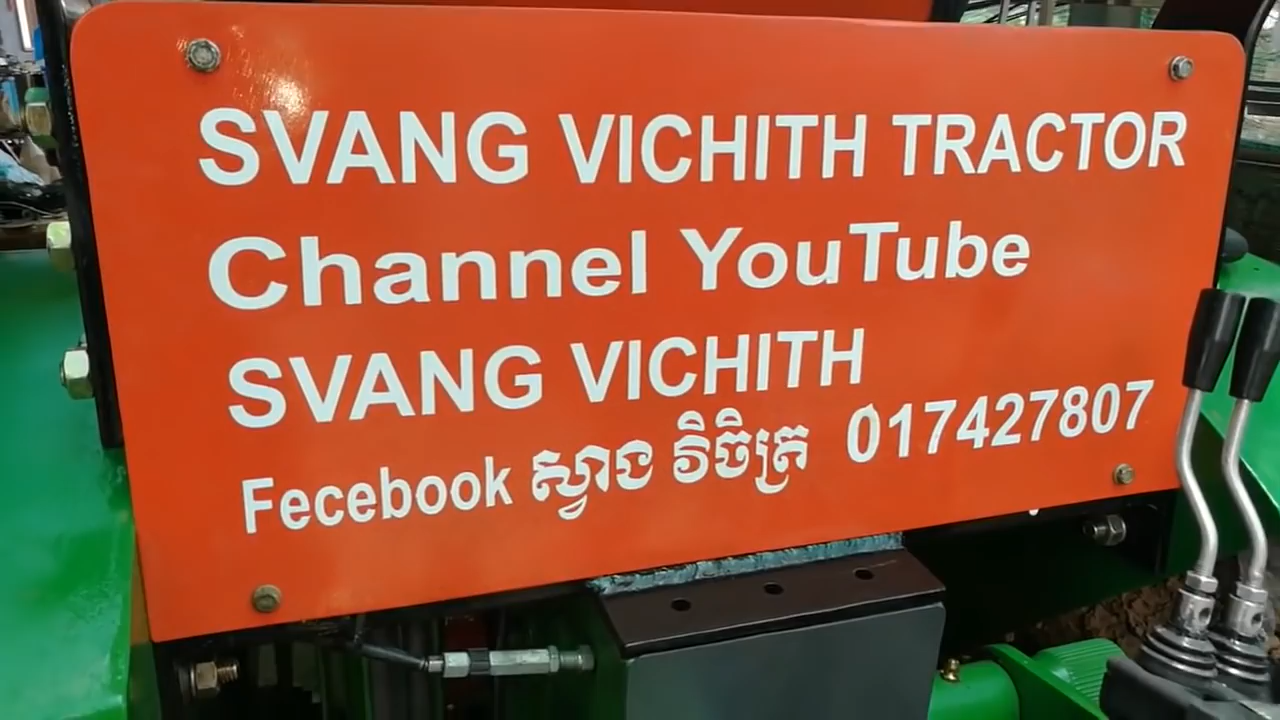 SVANG VICHITH TRACTOR
Channel YouTube
SVANG VICHITH
Fecebook ស្វាង វិចិត្រ 017427807